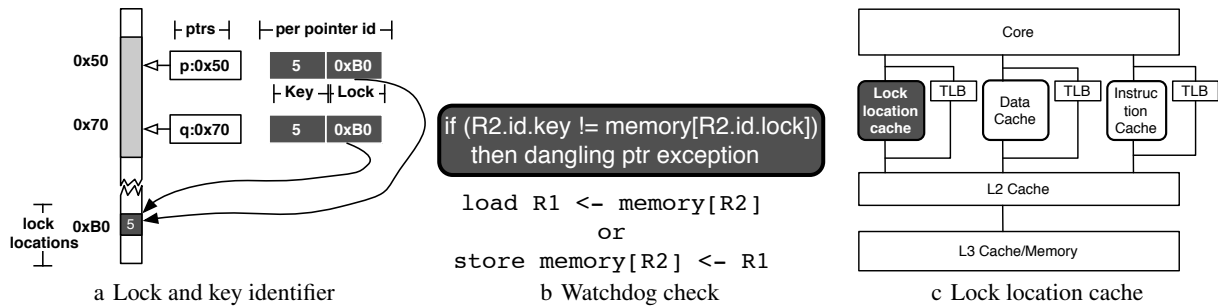 ptrs
per pointer id
0x50
p:0x50
5
0xB0
Key
Lock
0x70
q:0x70
5
0xB0
lock
locations
0xB0
5
a Lock and key identifier
if (R2.id.key != memory[R2.id.lock])
then dangling ptr exception
load R1 <- memory[R2]
or
store memory[R2] <- R1
b Watchdog check
Core
Lock
location
cache
TLB
Data
Cache
TLB
Instruc
tion
Cache
TLB
L2 Cache
L3 Cache/Memory
c Lock location cache